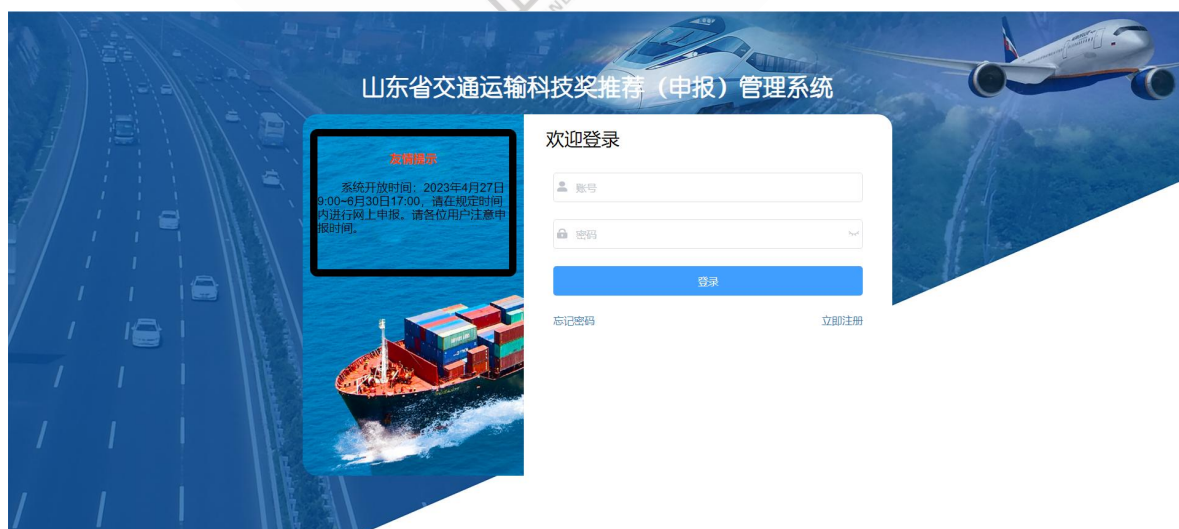 山东省交通运输科技奖推荐（申报）管理系统
友情提示
系统开放时间：2023年4月27日
9:00~6月30日17:00，请在规定时间
内进行网上申报、请各位用户注意申
报时间。
欢迎登录
账号
密码
登录
忘记密码
立即注册